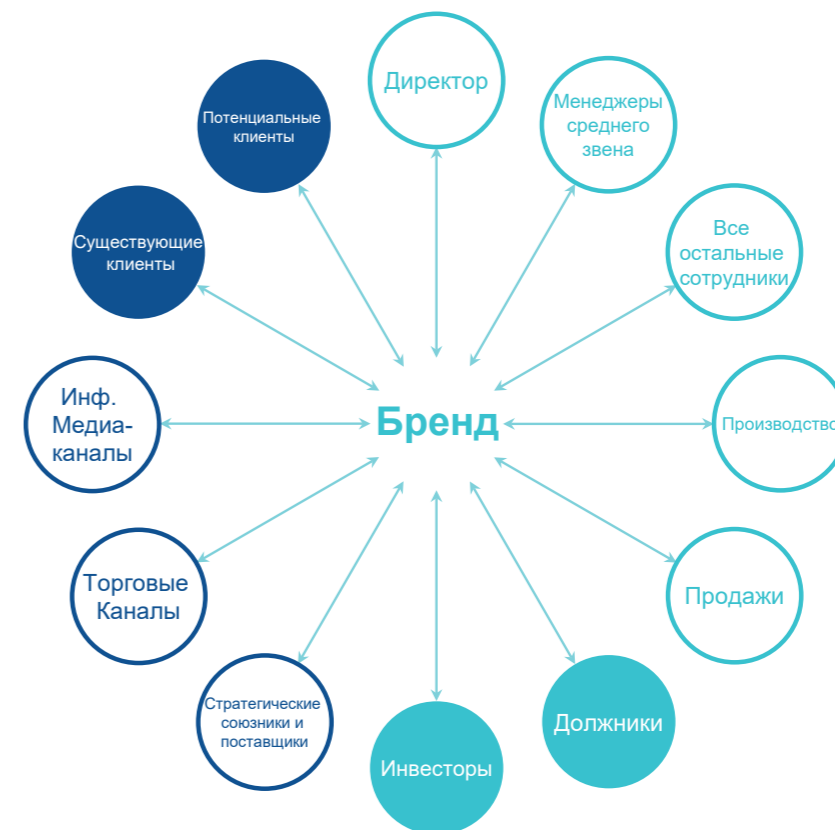 Директор
Менеджеры
среднего
звена
Все
остальные
сотрудники
Производство
Продажи
Должники
Инвесторы
Стратегические
союзники и
поставщики
Торговые
Каналы
Инф.
Медиа-
каналы
Существующие
клиенты
Потенциальные
клиенты
Бренд